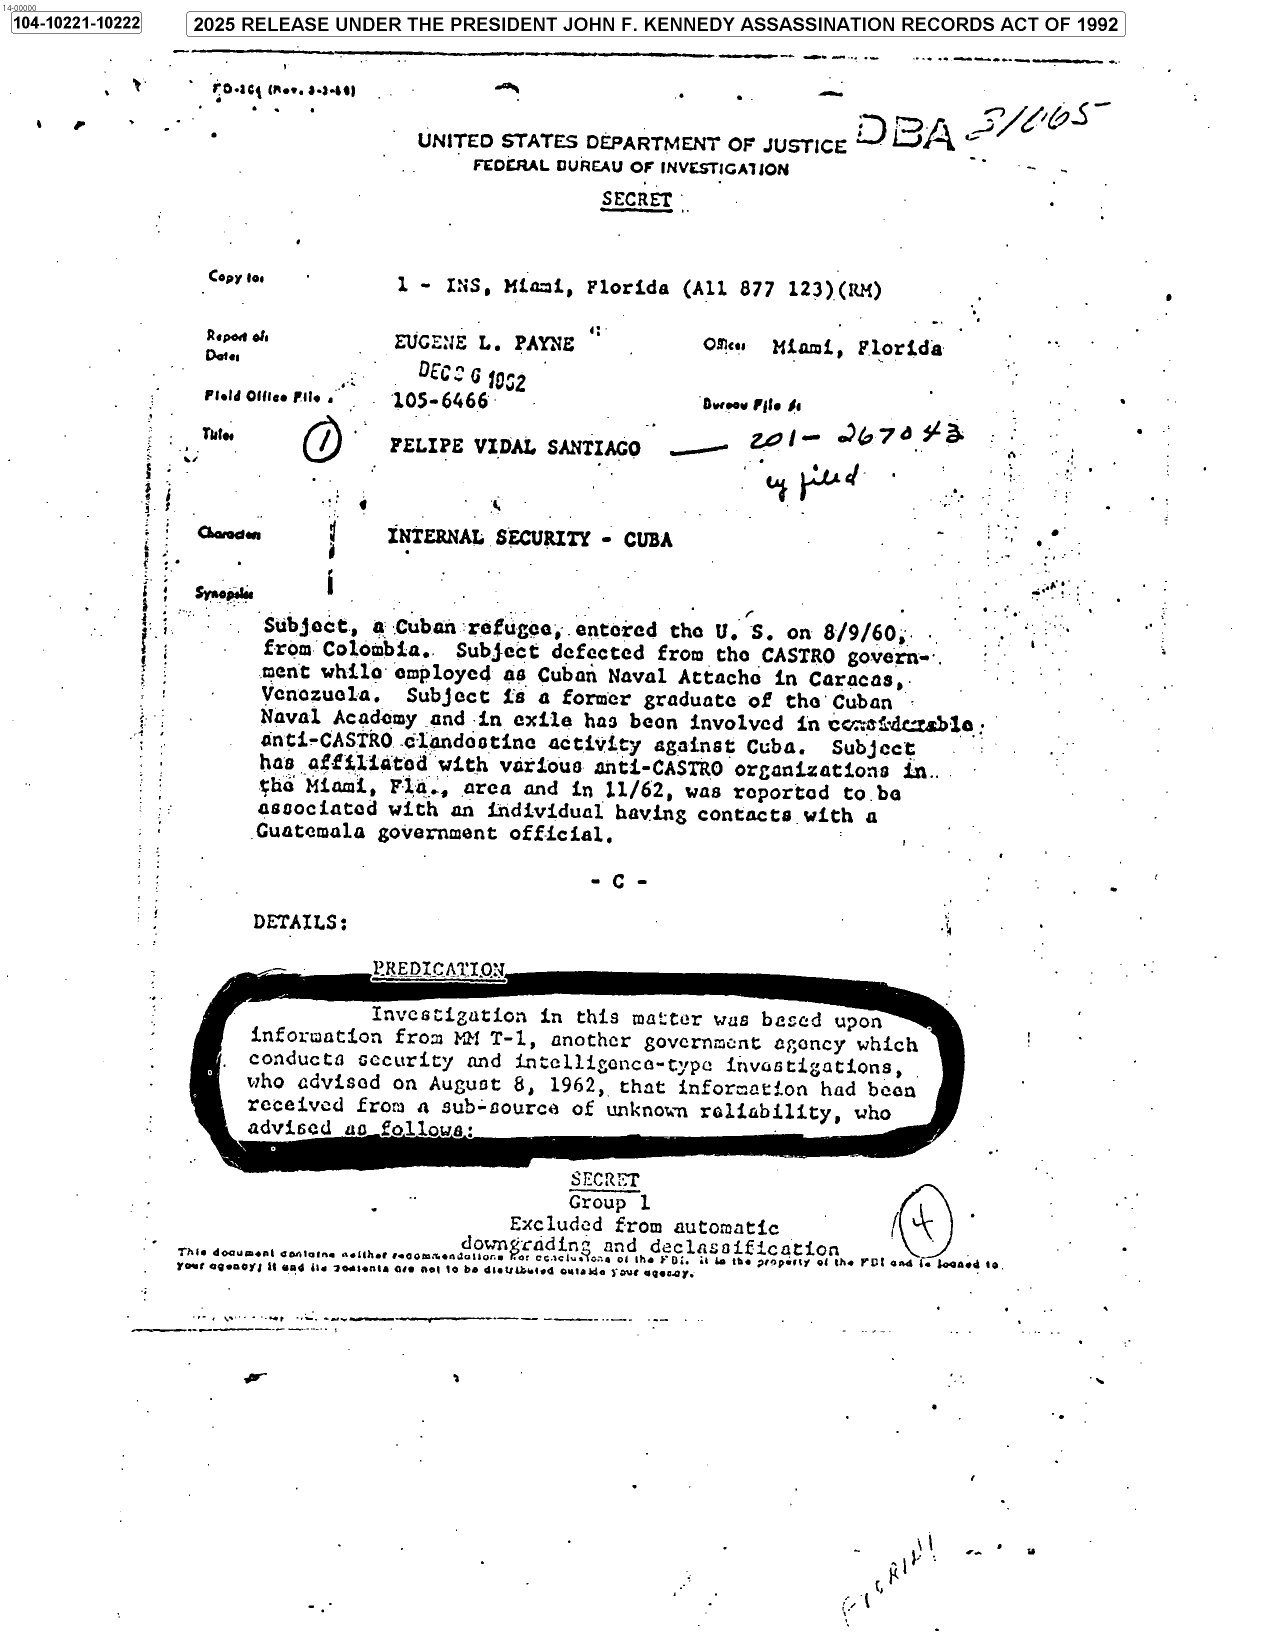 14-00000
104-10221-10222
2025 RELEASE UNDER THE PRESIDENT JOHN F. KENNEDY ASSASSINATION RECORDS ACT OF 1992
FD-204 (Rev. 3-3-59)
UNITED STATES DEPARTMENT OF JUSTICE DBA
FEDERAL BUREAU OF INVESTIGATION
SECRET
Copy to: 1 - INS, Miami, Florida (A11 877 123)(RM)
Report of: EUGENE L. PAYNE Office: Miami, Florida
Date: DEC 26 1962
Field Office File 105-6466 Bureau File #:
Title: 1 FELIPE VIDAL SANTIAGO 201-267043
cy filed
Character: INTERNAL SECURITY - CUBA
Synopsis:
Subject, a Cuban refugee, entered the U. S. on 8/9/60,
from Colombia. Subject defected from the CASTRO govern-
ment while employed as Cuban Naval Attache in Caracas,
Venezuela. Subject is a former graduate of the Cuban
Naval Academy and in exile has been involved in considerable
anti-CASTRO clandestine activity against Cuba. Subject
has affiliated with various anti-CASTRO organizations in
the Miami, Fla., area and in 11/62, was reported to be
associated with an individual having contacts with a
Guatemala government official.
- C -
DETAILS:
PREDICATION
Investigation in this matter was based upon
information from MM T-1, another government agency which
conducts security and intelligence-type investigations,
who advised on August 8, 1962, that information had been
received from a sub-source of unknown reliability, who
advised as follows:
SECRET
Group 1
Excluded from automatic
downgrading and declassification
4
This document contains neither recommendations nor conclusions of the FBI. It is the property of the FBI and is loaned to
your agency; it and its contents are not to be distributed outside your agency.